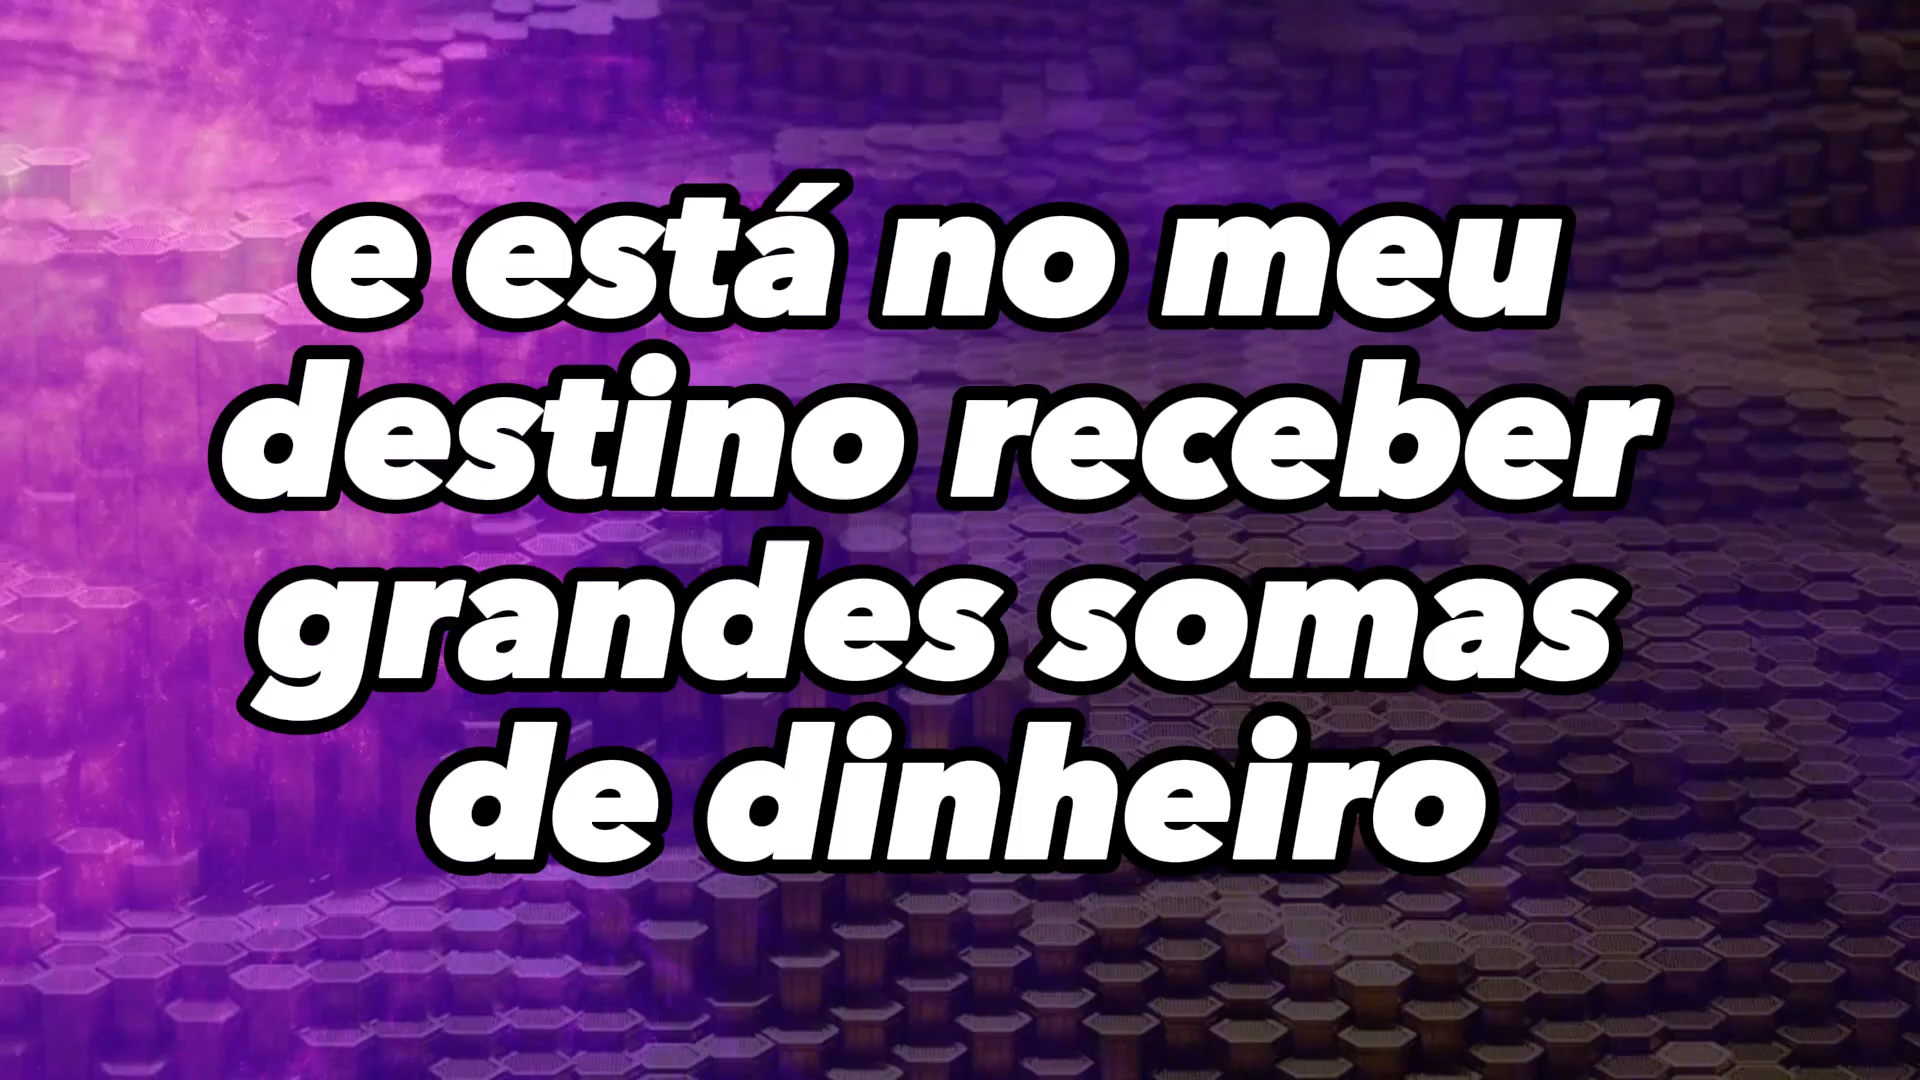 e está no meu
destino receber
grandes somas
de dinheiro